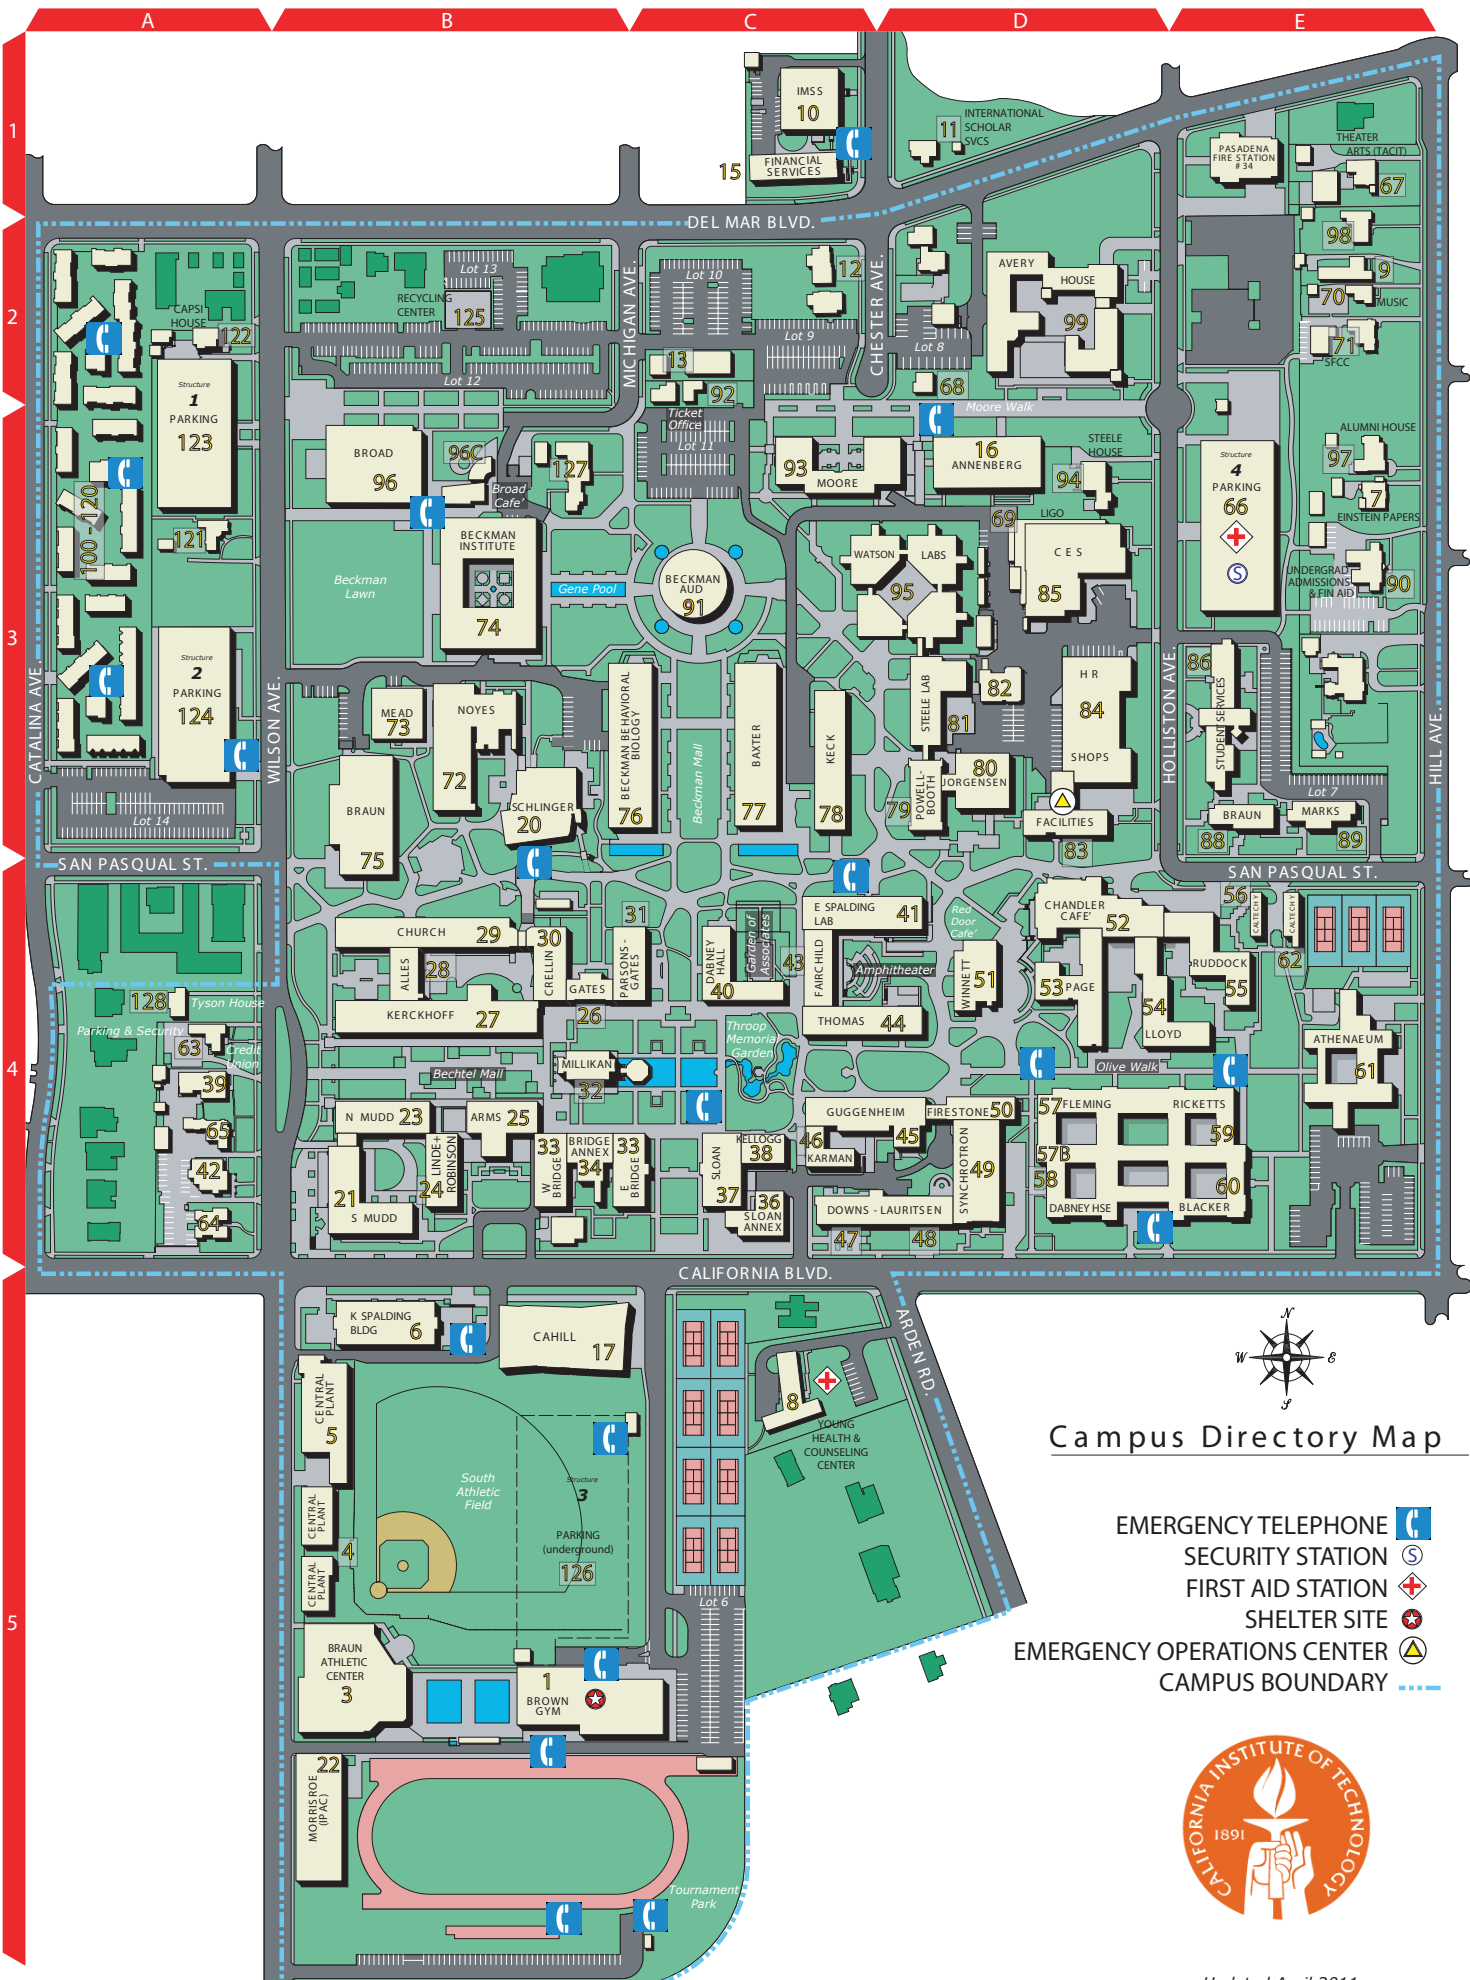 A
B
C
D
E
1
IMSS
10
FINANCIAL
SERVICES
15
11
INTERNATIONAL
SCHOLAR
SVCS
PASADENA
FIRE STATION
# 34
THEATER
ARTS (TACIT)
67
DEL MAR BLVD.
98
2
Lot 13
RECYCLING
CENTER
125
Lot 10
12
AVERY
HOUSE
99
9
70
MUSIC
CAPSI
HOUSE
122
MICHIGAN AVE.
CHESTER AVE.
Lot 9
Lot 8
71
SFCC
CATALINA AVE.
Structure
1
PARKING
123
Lot 12
13
92
68
Ticket
Office
Lot 11
Moore Walk
BROAD
96
96C
Broad
Cafe'
127
93
MOORE
16
ANNENBERG
STEELE
HOUSE
94
Structure
4
PARKING
66
S
ALUMNI HOUSE
97
7
EINSTEIN PAPERS
100 - 120
121
BECKMAN
INSTITUTE
74
Beckman
Lawn
Gene Pool
BECKMAN
AUD
91
WATSON
LABS
95
69
LIGO
C E S
85
UNDERGRAD
ADMISSIONS
& FIN AID
90
3
Structure
2
PARKING
124
WILSON AVE.
MEAD
73
NOYES
72
BECKMAN BEHAVIORAL
BIOLOGY
76
Beckman Mall
BAXTER
77
KECK
78
STEELE LAB
81
82
H R
84
SHOPS
HOLLISTON AVE.
86
STUDENT SERVICES
HILL AVE.
BRAUN
75
SCHLINGER
20
79
POWELL-
BOOTH
80
JORGENSEN
FACILITIES
83
Lot 7
BRAUN
88
MARKS
89
Lot 14
SAN PASQUAL ST.
SAN PASQUAL ST.
CHURCH
29
30
31
CRELLIN
PARSONS-
GATES
DABNEY
HALL
40
Garden of
Associates
43
E SPALDING
LAB
41
FAIRCHILD
Amphitheater
Red
Door
Cafe'
WINNETT
51
CHANDLER
CAFE'
52
56
CALTECH Y
CALTECH Y
62
RUDDOCK
55
ALLES
28
GATES
26
KERCKHOFF
27
THOMAS
44
53
PAGE
54
LLOYD
ATHENAEUM
61
128
Tyson House
Parking & Security
63
Credit
Union
39
4
Bechtel Mall
MILLIKAN
32
Throop
Memorial
Garden
Olive Walk
65
42
64
N MUDD
23
ARMS
25
LINDE+
ROBINSON
24
21
S MUDD
33
W
BRIDGE
BRIDGE
ANNEX
34
33
E
BRIDGE
SLOAN
37
KELLOGG
38
36
SLOAN
ANNEX
GUGGENHEIM
46
KARMAN
45
FIRESTONE
50
SYNCHROTRON
49
DOWNS - LAURITSEN
47
48
57
FLEMING
57B
58
DABNEY HSE
RICKETTS
59
60
BLACKER
CALIFORNIA BLVD.
ARDEN RD.
K SPALDING
BLDG
6
CAHILL
17
CENTRAL
PLANT
5
CENTRAL
PLANT
4
CENTRAL
PLANT
South
Athletic
Field
Structure
3
PARKING
(underground)
126
8
YOUNG
HEALTH &
COUNSELING
CENTER
Lot 6
5
BRAUN
ATHLETIC
CENTER
3
1
BROWN
GYM
22
MORRISROE
(IPAC)
Tournament
Park
N
W
E
S
Campus Directory Map
EMERGENCY TELEPHONE
SECURITY STATION
S
FIRST AID STATION
SHELTER SITE
EMERGENCY OPERATIONS CENTER
CAMPUS BOUNDARY
CALIFORNIA INSTITUTE OF TECHNOLOGY
1891
Updated April 2011